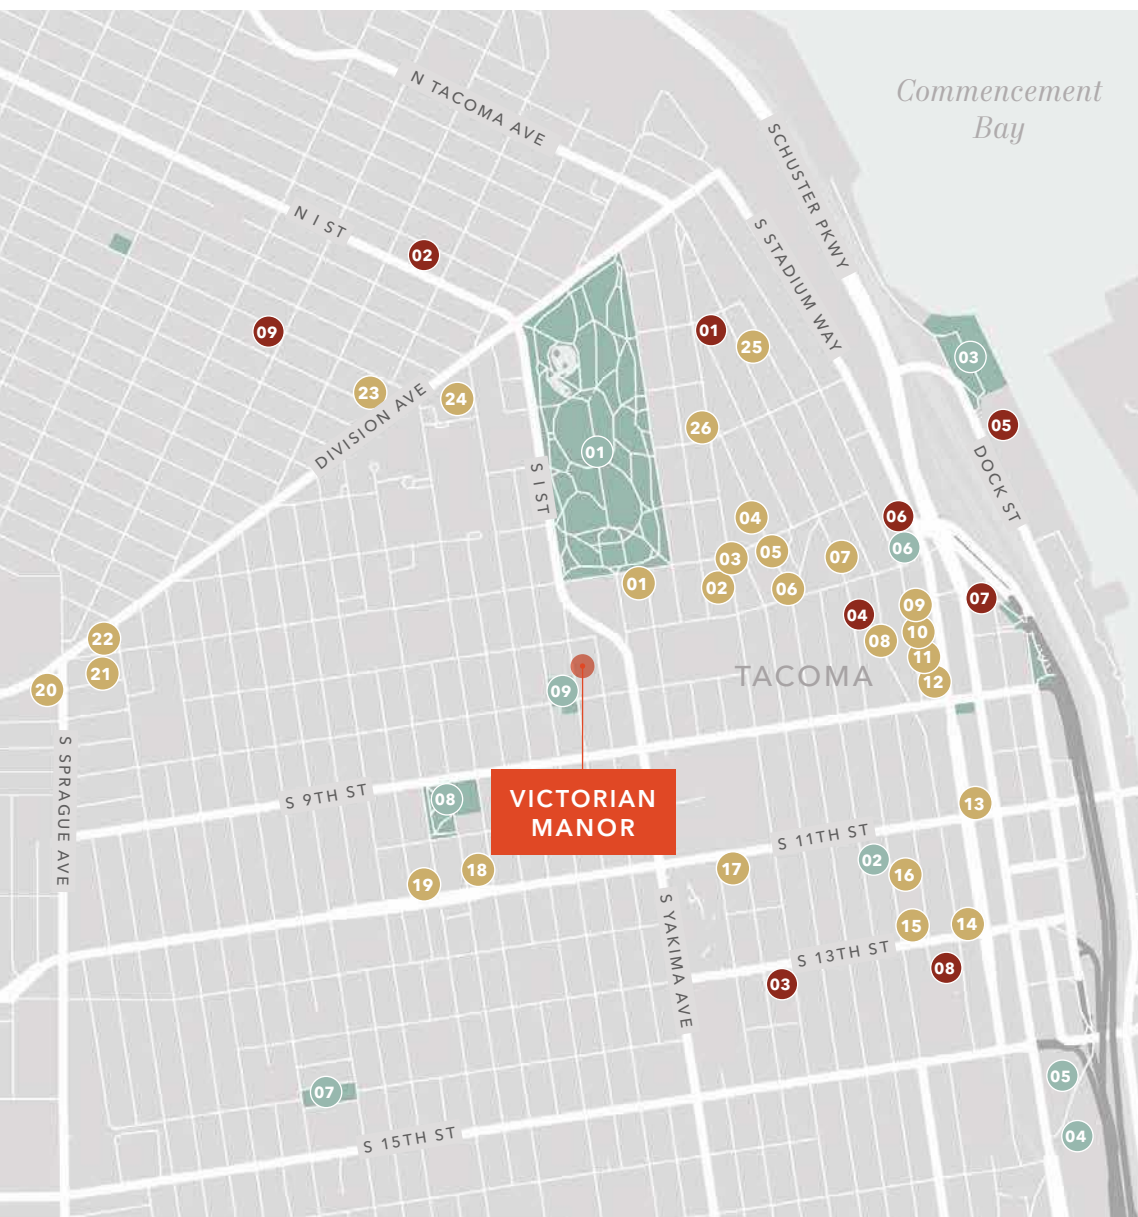 Commencement
Bay
N TACOMA AVE
SCHUSTER PKWY
N I ST
S STADIUM WAY
02
09
01
25
03
23
24
DIVISION AVE
26
05
01
S I ST
DOCK ST
04
06
03
05
07
06
01
02
06
07
09
04
10
08
22
11
21
20
09
12
TACOMA
S SPRAGUE AVE
S 9TH ST
08
VICTORIAN
MANOR
13
S 11TH ST
02
16
17
18
19
S YAKIMA AVE
15
14
S 13TH ST
08
03
05
07
04
S 15TH ST